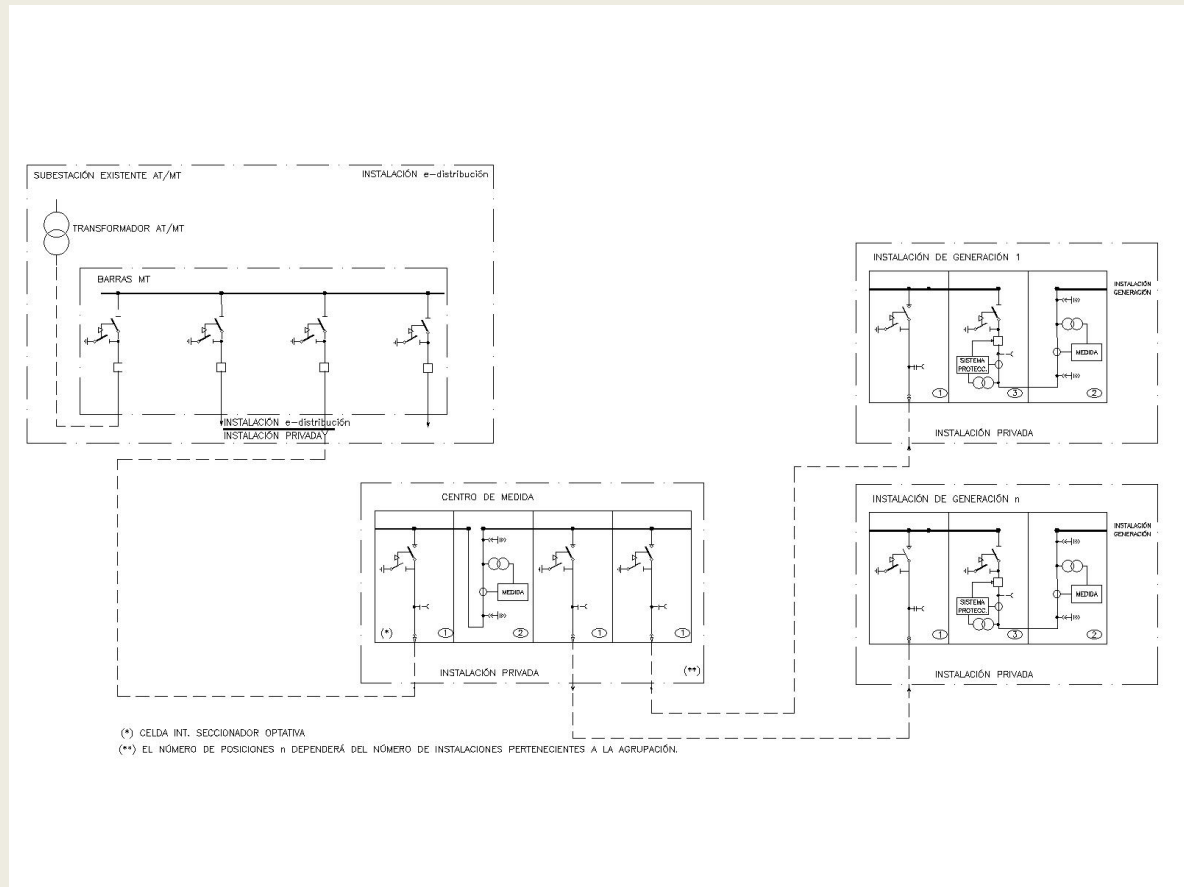 SUBESTACIÓN EXISTENTE AT/MT
INSTALACIÓN e-distribución
TRANSFORMADOR AT/MT
BARRAS MT
INSTALACIÓN e-distribución
INSTALACIÓN PRIVADA
CENTRO DE MEDIDA
MEDIDA
(*)
1
2
1
1
INSTALACIÓN PRIVADA
(**)
INSTALACIÓN DE GENERACIÓN 1
INSTALACIÓN
GENERACIÓN
MEDIDA
SISTEMA
PROTECC.
1
3
2
INSTALACIÓN PRIVADA
INSTALACIÓN DE GENERACIÓN n
INSTALACIÓN
GENERACIÓN
MEDIDA
SISTEMA
PROTECC.
1
3
2
INSTALACIÓN PRIVADA
(*) CELDA INT. SECCIONADOR OPTATIVA
(**) EL NÚMERO DE POSICIONES n DEPENDERÁ DEL NÚMERO DE INSTALACIONES PERTENECIENTES A LA AGRUPACIÓN.